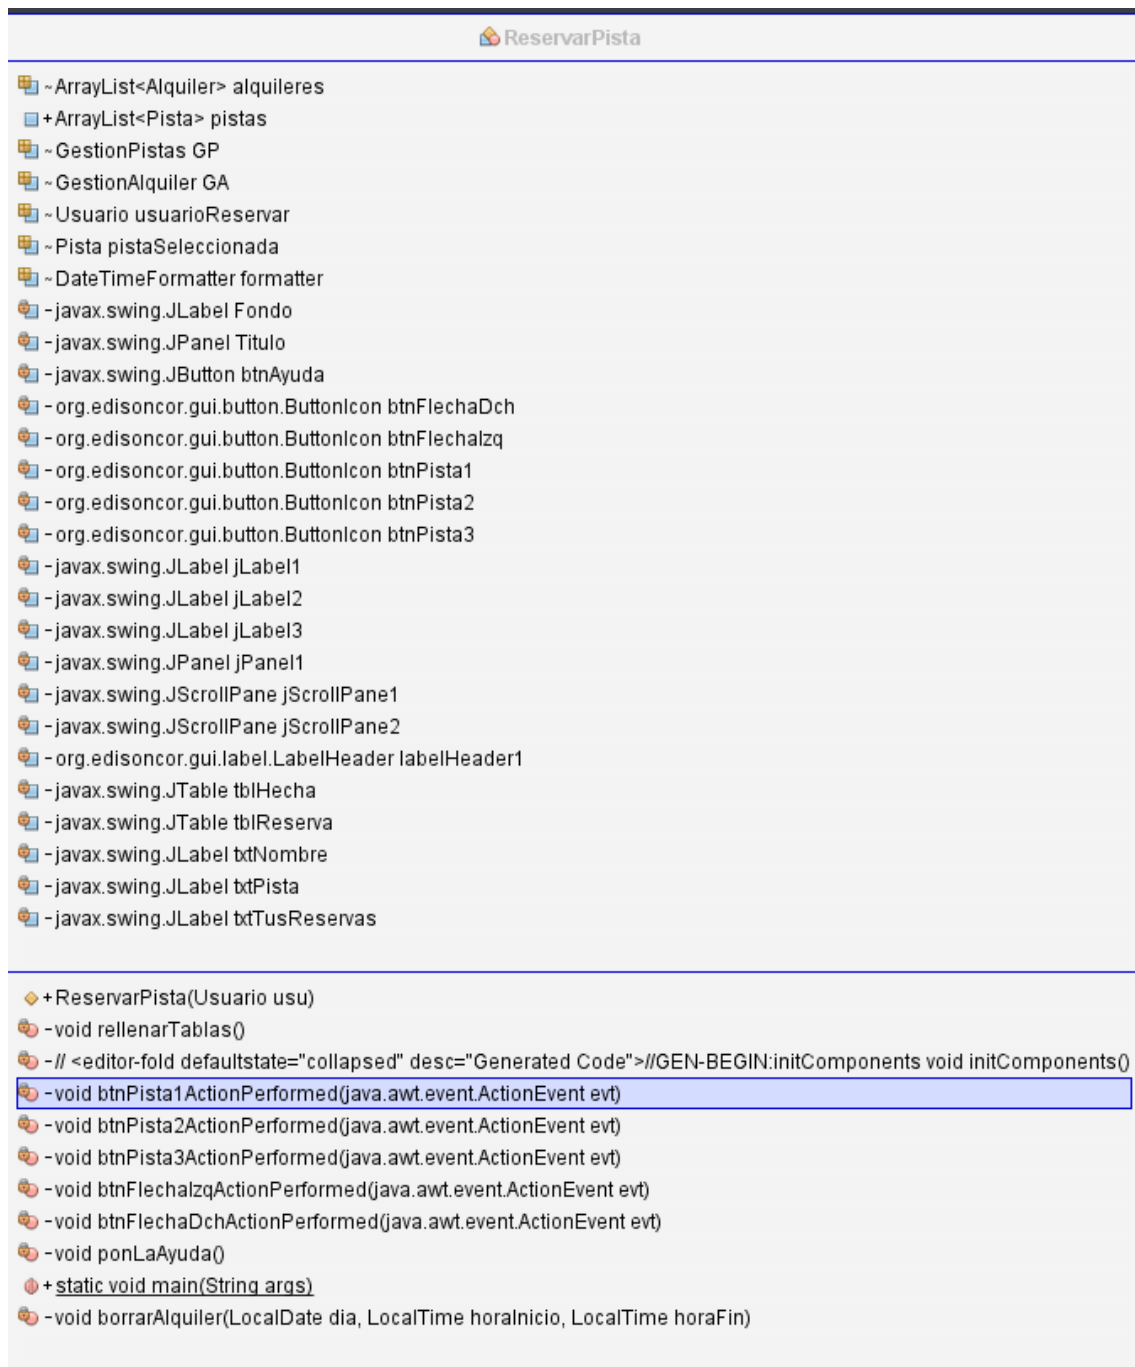 ReservarPista
~ArrayList<Alquiler> alquileres
+ArrayList<Pista> pistas
~GestionPistas GP
~GestionAlquiler GA
~Usuario usuarioReservar
~Pista pistaSeleccionada
~DateTimeFormatter formatter
-javax.swing.JLabel Fondo
-javax.swing.JPanel Titulo
-javax.swing.JButton btnAyuda
-org.edisoncor.gui.button.ButtonIcon btnFlechaDch
-org.edisoncor.gui.button.ButtonIcon btnFlechaIzq
-org.edisoncor.gui.button.ButtonIcon btnPista1
-org.edisoncor.gui.button.ButtonIcon btnPista2
-org.edisoncor.gui.button.ButtonIcon btnPista3
-javax.swing.JLabel jLabel1
-javax.swing.JLabel jLabel2
-javax.swing.JLabel jLabel3
-javax.swing.JPanel jPanel1
-javax.swing.JScrollPane jScrollPane1
-javax.swing.JScrollPane jScrollPane2
-org.edisoncor.gui.label.LabelHeader labelHeader1
-javax.swing.JTable tblHecha
-javax.swing.JTable tblReserva
-javax.swing.JLabel txtNombre
-javax.swing.JLabel txtPista
-javax.swing.JLabel txtTusReservas
+ReservarPista(Usuario usu)
-void rellenarTablas()
-// <editor-fold defaultstate="collapsed" desc="Generated Code">//GEN-BEGIN:initComponents void initComponents()
-void btnPista1ActionPerformed(java.awt.event.ActionEvent evt)
-void btnPista2ActionPerformed(java.awt.event.ActionEvent evt)
-void btnPista3ActionPerformed(java.awt.event.ActionEvent evt)
-void btnFlechaIzqActionPerformed(java.awt.event.ActionEvent evt)
-void btnFlechaDchActionPerformed(java.awt.event.ActionEvent evt)
-void ponLaAyuda()
+static void main(String args)
-void borrarAlquiler(LocalDate dia, LocalTime horaInicio, LocalTime horaFin)